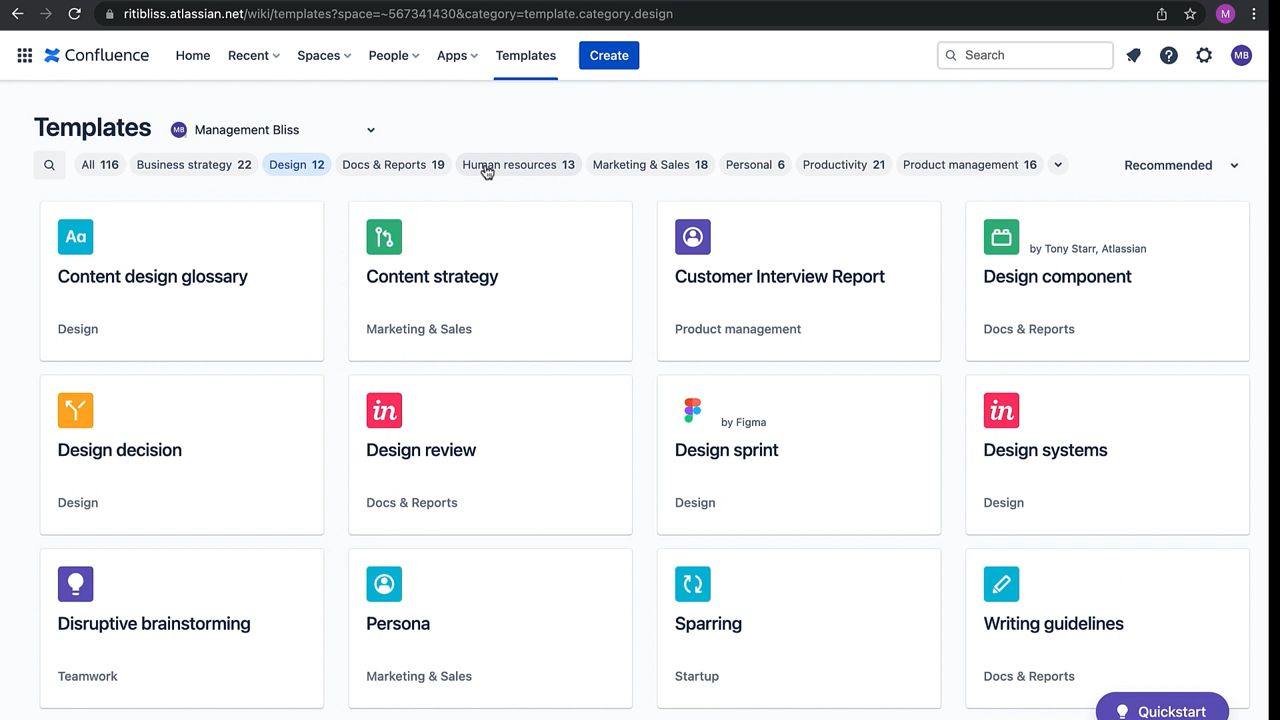 ritibliss.atlassian.net/wiki/templates?space=~567341430&category=template.category.design
M
Confluence Home Recent Spaces People Apps Templates Create Search MB
Templates MB Management Bliss
All 116 Business strategy 22 Design 12 Docs & Reports 19 Human resources 13 Marketing & Sales 18 Personal 6 Productivity 21 Product management 16 Recommended
Aa
by Tony Starr, Atlassian
Content design glossary Content strategy Customer Interview Report Design component
Design Marketing & Sales Product management Docs & Reports
in by Figma in
Design decision Design review Design sprint Design systems
Design Docs & Reports Design Design
Disruptive brainstorming Persona Sparring Writing guidelines
Teamwork Marketing & Sales Startup Docs & Reports
Quickstart